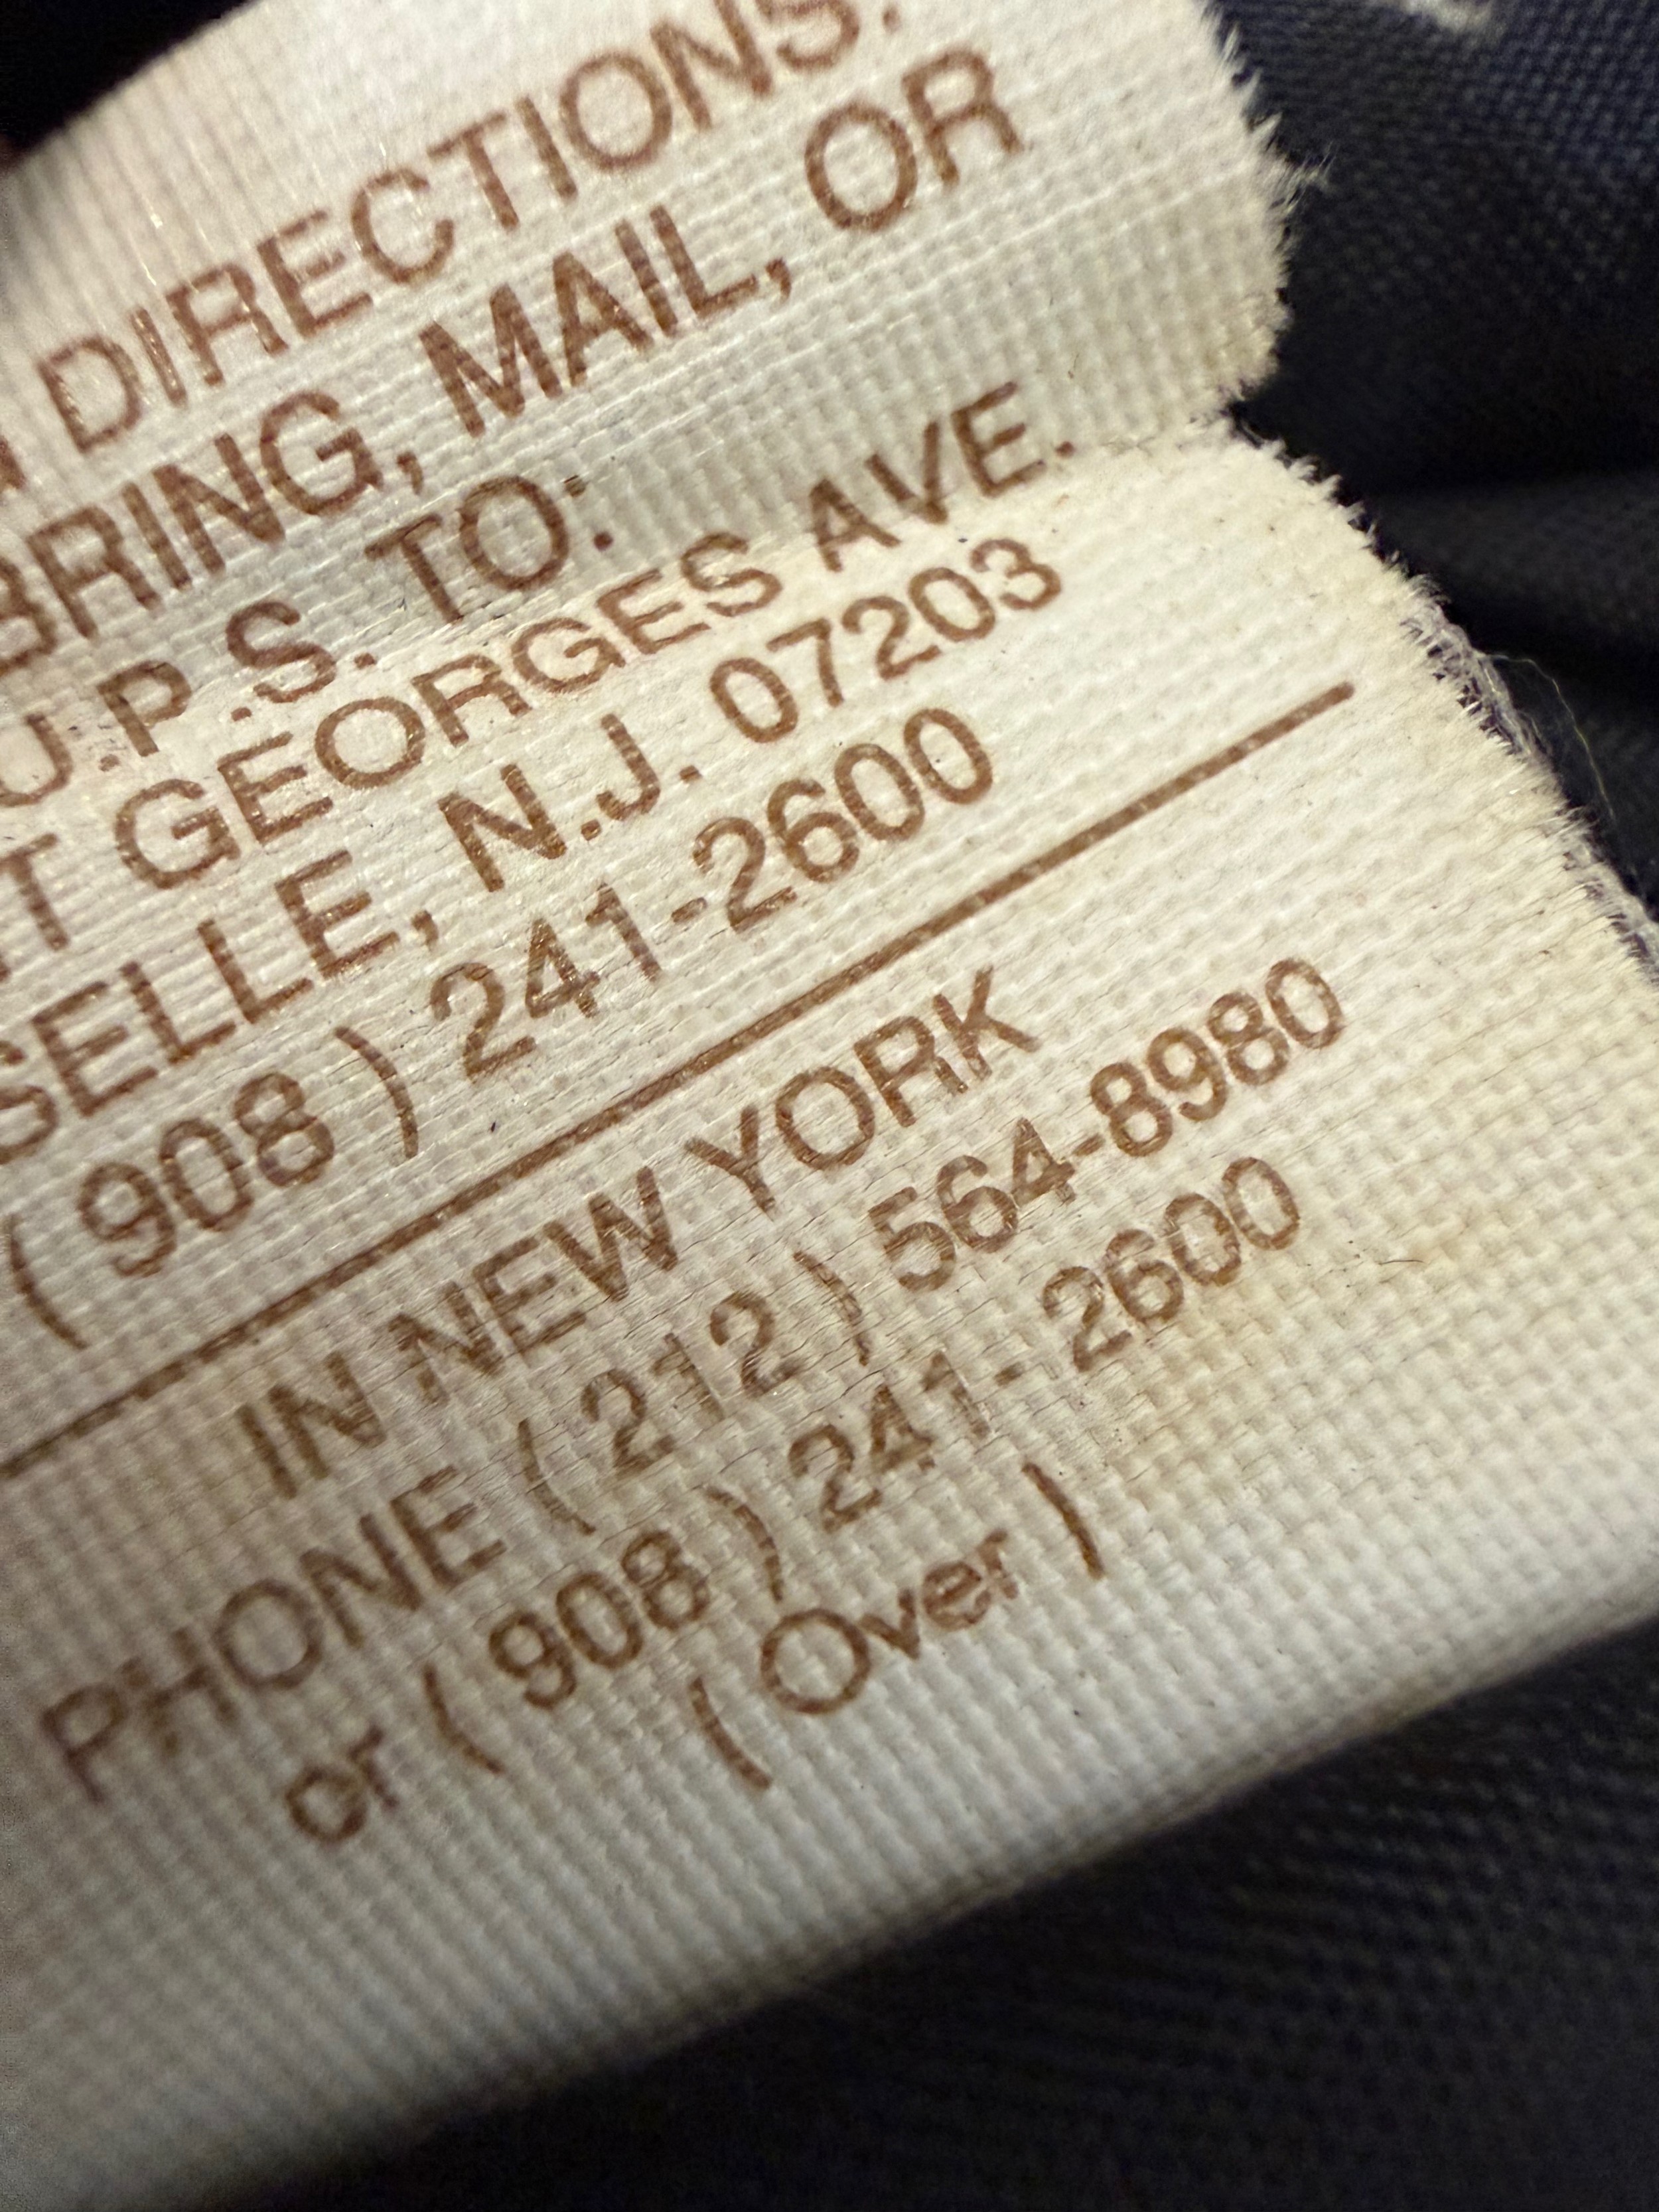 DIRECTIONS.
BRING, MAIL, OR
U.P.S. TO:
T GEORGES AVE.
SELLE, N.J. 07203
( 908 ) 241-2600
IN NEW YORK
PHONE ( 212 ) 564-8980
or ( 908 ) 241- 2600
( Over )